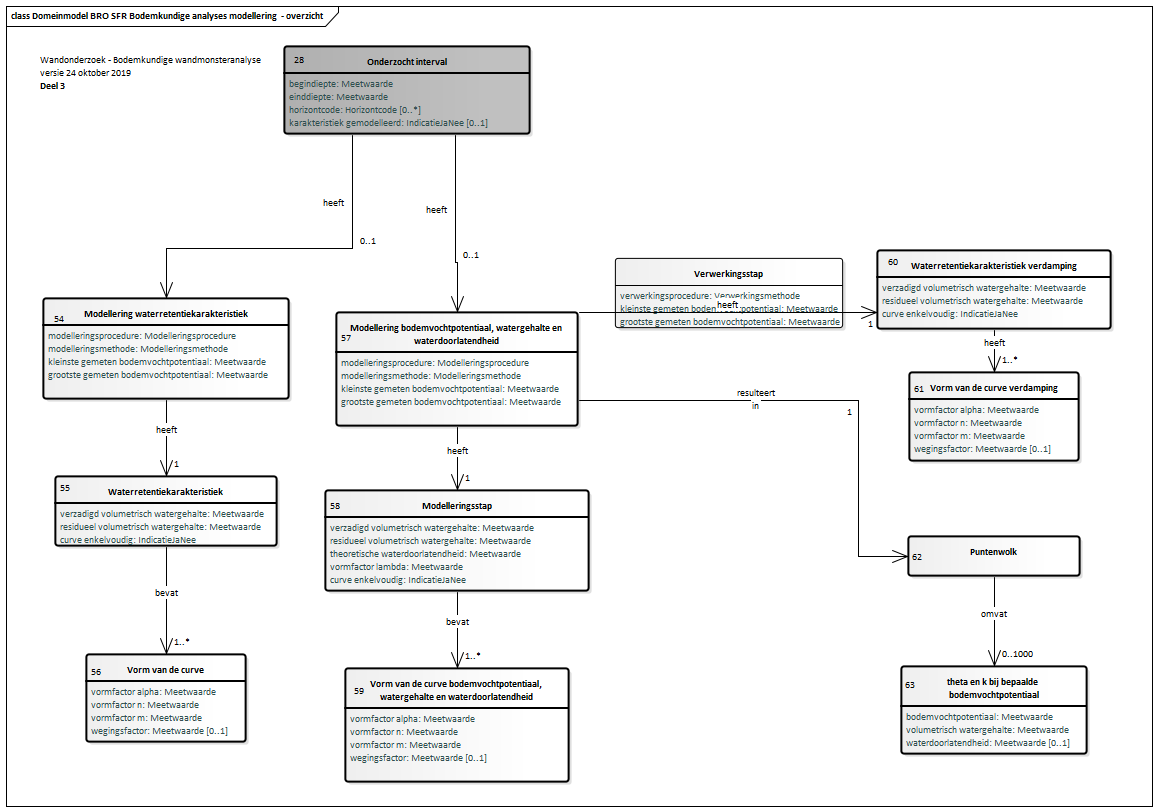 class Domeinmodel BRO SFR Bodemkundige analyses modellering - overzicht
Wandonderzoek - Bodemkundige wandmonsteranalyse
versie 24 oktober 2019
Deel 3
28
Onderzocht interval
begindiepte: Meetwaarde
einddiepte: Meetwaarde
horizontcode: Horizontcode [0..*]
karakteristiek gemodelleerd: IndicatieJaNee [0..1]
heeft
0..1
heeft
0..1
54
Modellering waterretentiekarakteristiek
modelleringsprocedure: Modelleringsprocedure
modelleringsmethode: Modelleringsmethode
kleinste gemeten bodemvochtpotentiaal: Meetwaarde
grootste gemeten bodemvochtpotentiaal: Meetwaarde
heeft
1
55
Waterretentiekarakteristiek
verzadigd volumetrisch watergehalte: Meetwaarde
residueel volumetrisch watergehalte: Meetwaarde
curve enkelvoudig: IndicatieJaNee
bevat
1..*
56
Vorm van de curve
vormfactor alpha: Meetwaarde
vormfactor n: Meetwaarde
vormfactor m: Meetwaarde
wegingsfactor: Meetwaarde [0..1]
57
Modellering bodemvochtpotentiaal, watergehalte en
waterdoorlatendheid
modelleringsprocedure: Modelleringsprocedure
modelleringsmethode: Modelleringsmethode
kleinste gemeten bodemvochtpotentiaal: Meetwaarde
grootste gemeten bodemvochtpotentiaal: Meetwaarde
heeft
1
58
Modelleringsstap
verzadigd volumetrisch watergehalte: Meetwaarde
residueel volumetrisch watergehalte: Meetwaarde
theoretische waterdoorlatendheid: Meetwaarde
vormfactor lambda: Meetwaarde
curve enkelvoudig: IndicatieJaNee
bevat
1..*
59
Vorm van de curve bodemvochtpotentiaal,
watergehalte en waterdoorlatendheid
vormfactor alpha: Meetwaarde
vormfactor n: Meetwaarde
vormfactor m: Meetwaarde
wegingsfactor: Meetwaarde [0..1]
Verwerkingsstap
verwerkingsprocedure: Verwerkingsmethode
kleinste gemeten bodemvochtpotentiaal: Meetwaarde
grootste gemeten bodemvochtpotentiaal: Meetwaarde
heeft
1
60
Waterretentiekarakteristiek verdamping
verzadigd volumetrisch watergehalte: Meetwaarde
residueel volumetrisch watergehalte: Meetwaarde
curve enkelvoudig: IndicatieJaNee
heeft
1..*
61
Vorm van de curve verdamping
vormfactor alpha: Meetwaarde
vormfactor n: Meetwaarde
vormfactor m: Meetwaarde
wegingsfactor: Meetwaarde [0..1]
resulteert
in
1
62
Puntenwolk
omvat
0..1000
63
theta en k bij bepaalde
bodemvochtpotentiaal
bodemvochtpotentiaal: Meetwaarde
volumetrisch watergehalte: Meetwaarde
waterdoorlatendheid: Meetwaarde [0..1]